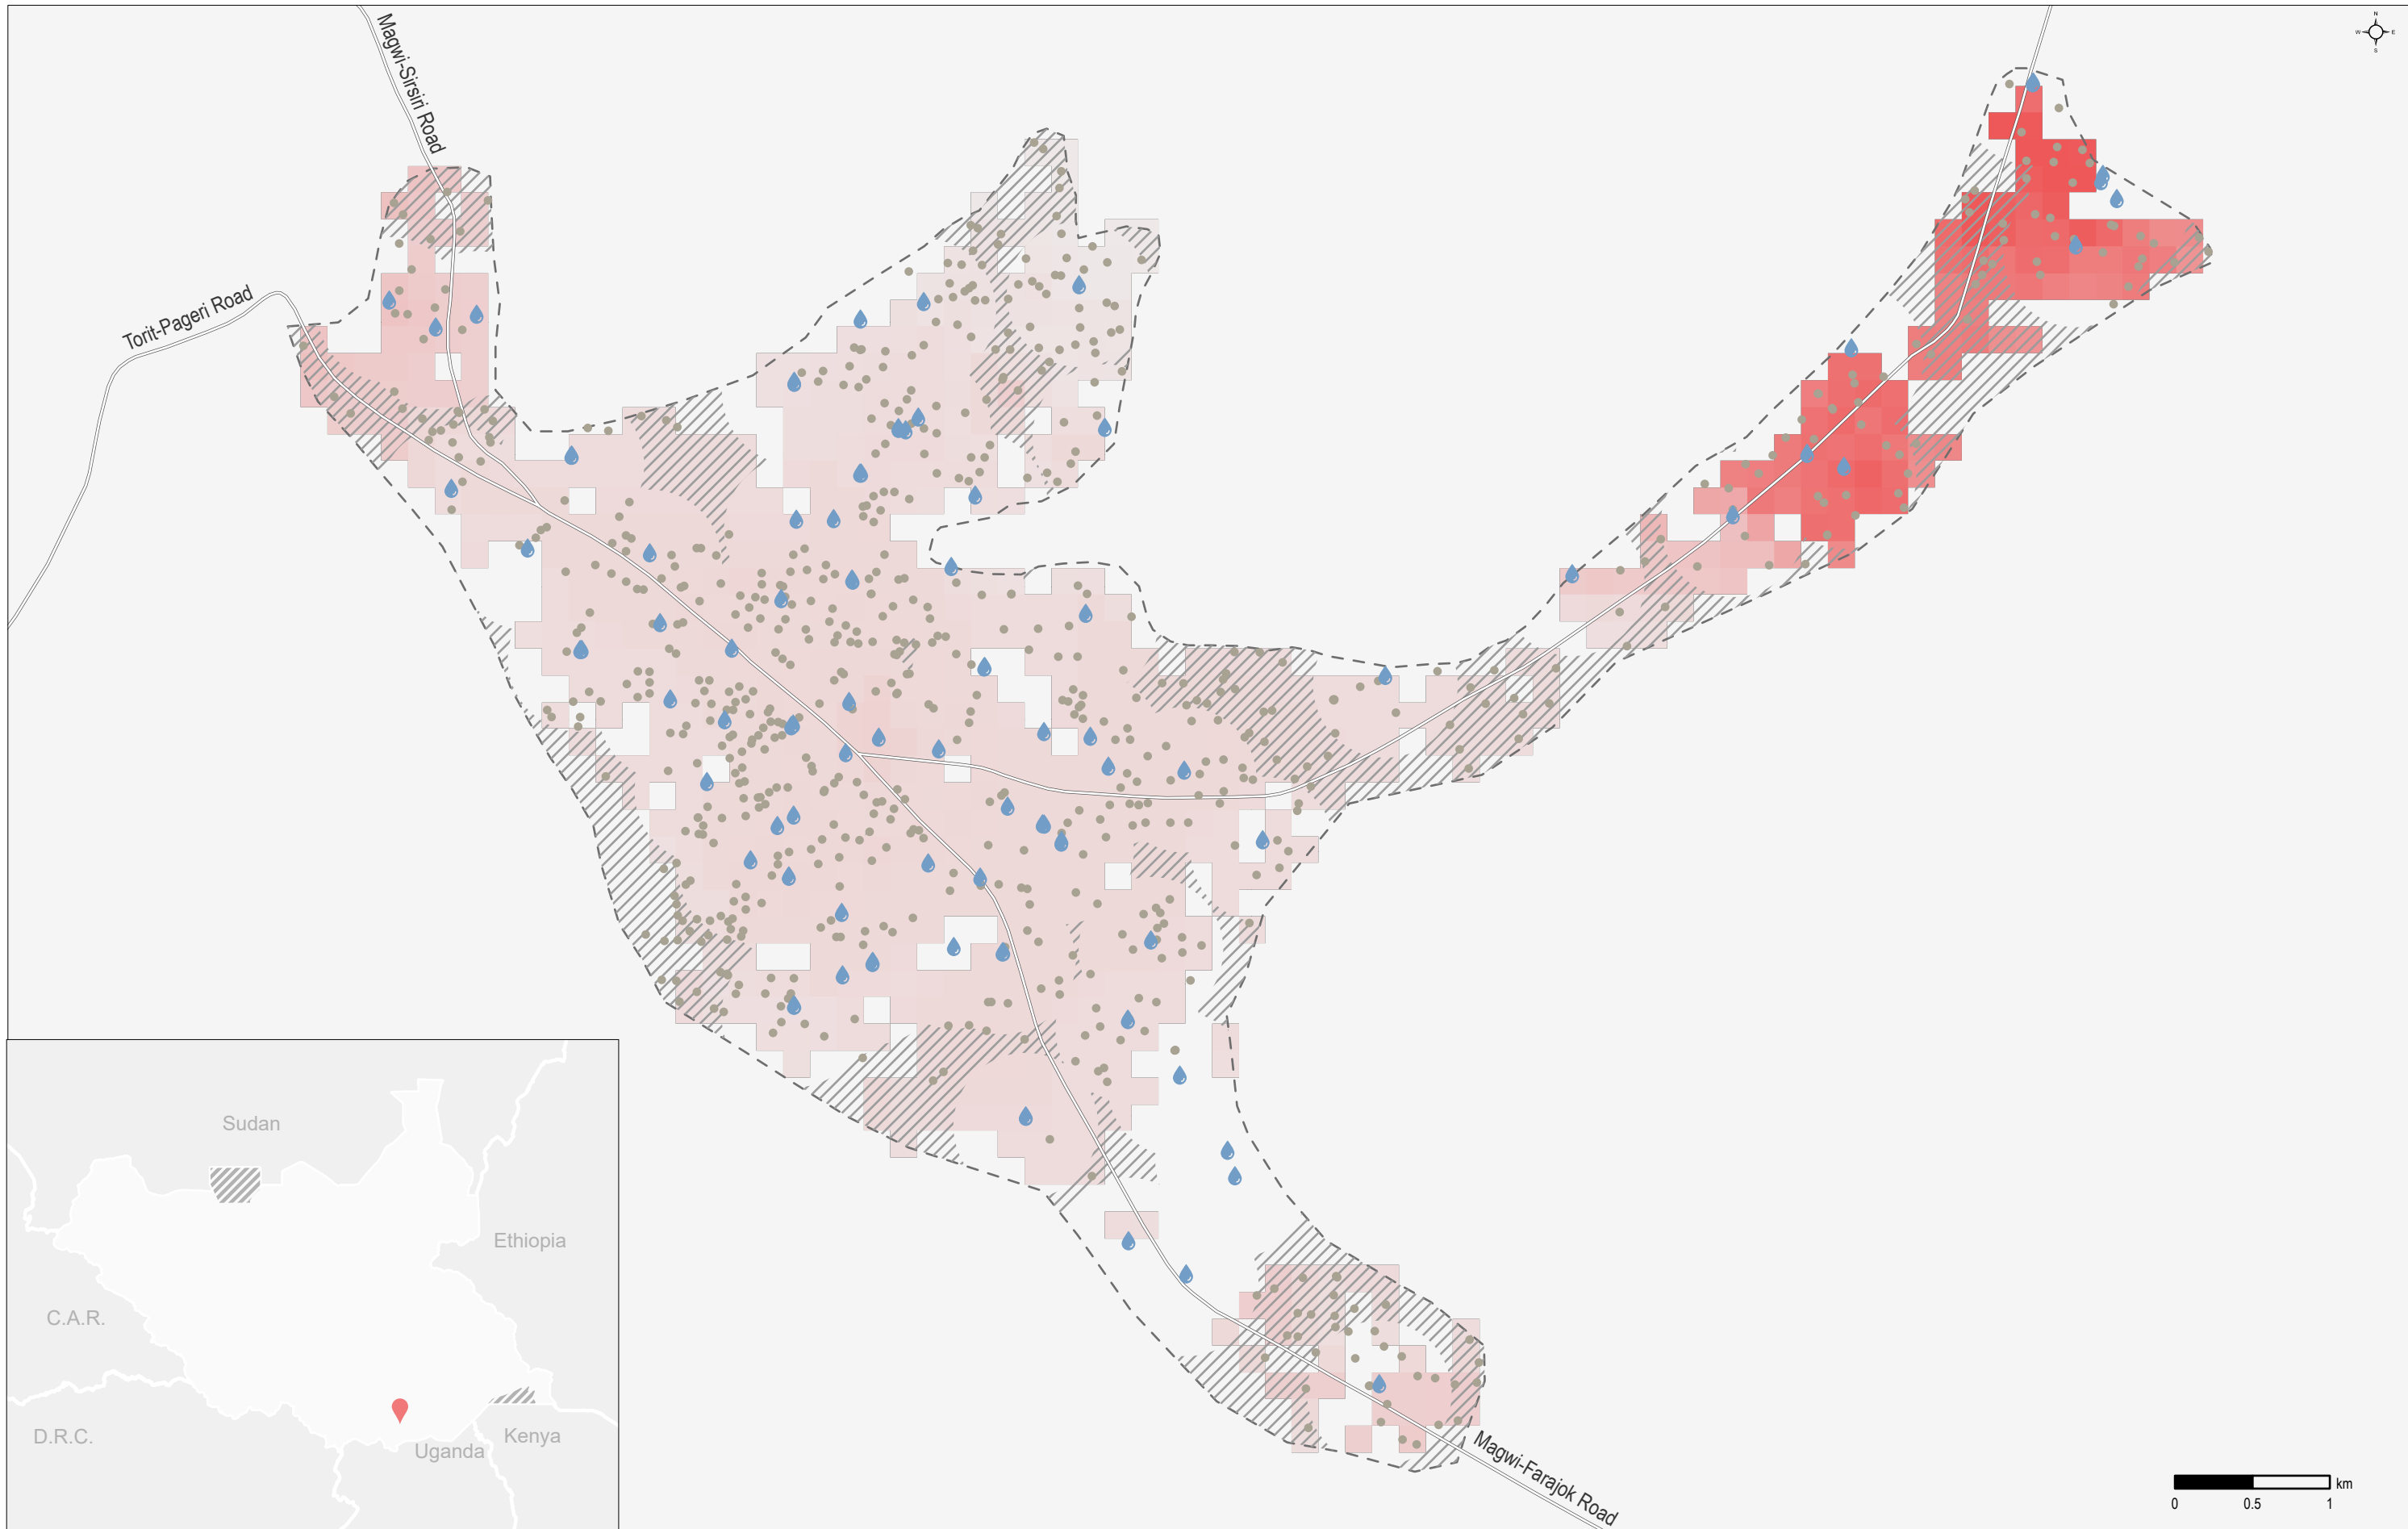 N
W E
S
Magwi-Sirsiri Road
Torit-Pageri Road
Sudan
Ethiopia
C.A.R.
D.R.C.
Uganda
Kenya
Magwi-Farajok Road
km
0 0.5 1